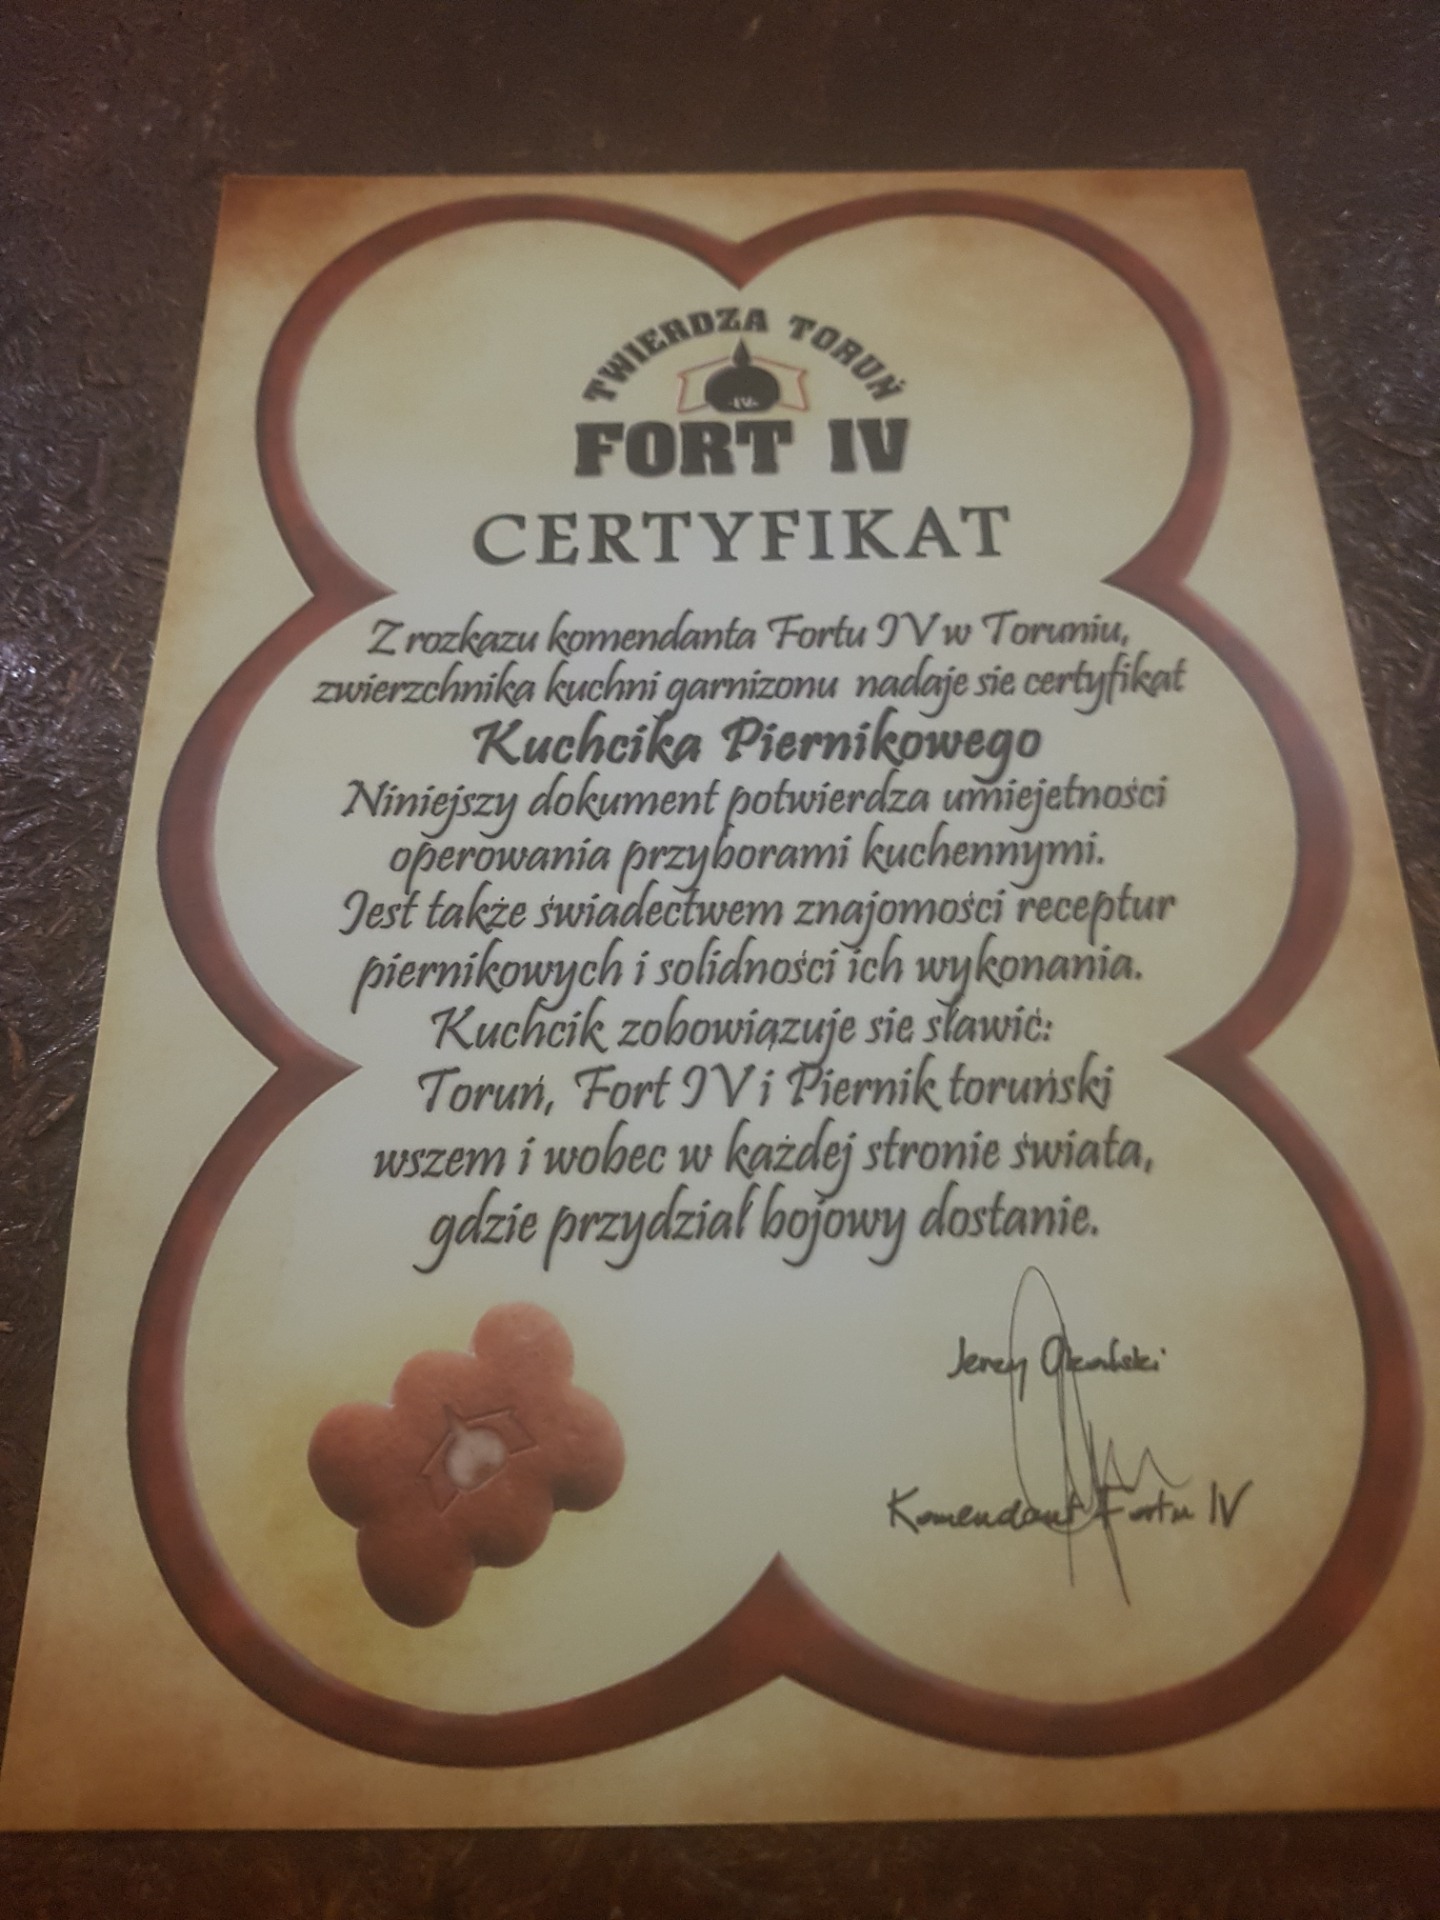 TWIERDZA TORUŃ
IV
FORT IV
CERTYFIKAT
Z rozkazu komendanta Fortu IV w Toruniu,
zwierzchnika kuchni garnizonu nadaje sie certyfikat
Kuchcika Piernikowego
Niniejszy dokument potwierdza umiejetności
operowania przyborami kuchennymi.
Jest także świadectwem znajomości receptur
piernikowych i solidności ich wykonania.
Kuchcik zobowiązuje sie sławić:
Toruń, Fort IV i Piernik toruński
wszem i wobec w każdej stronie świata,
gdzie przydział bojowy dostanie.
Jerzy
Komendant Fortu IV